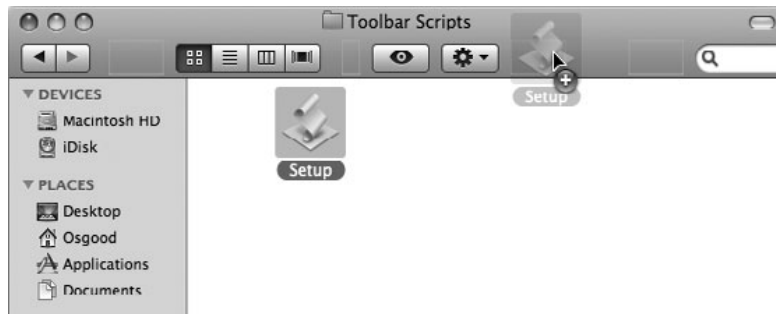 Toolbar Scripts
Setup
DEVICES
Macintosh HD
iDisk
Setup
PLACES
Desktop
Osgood
Applications
Documents